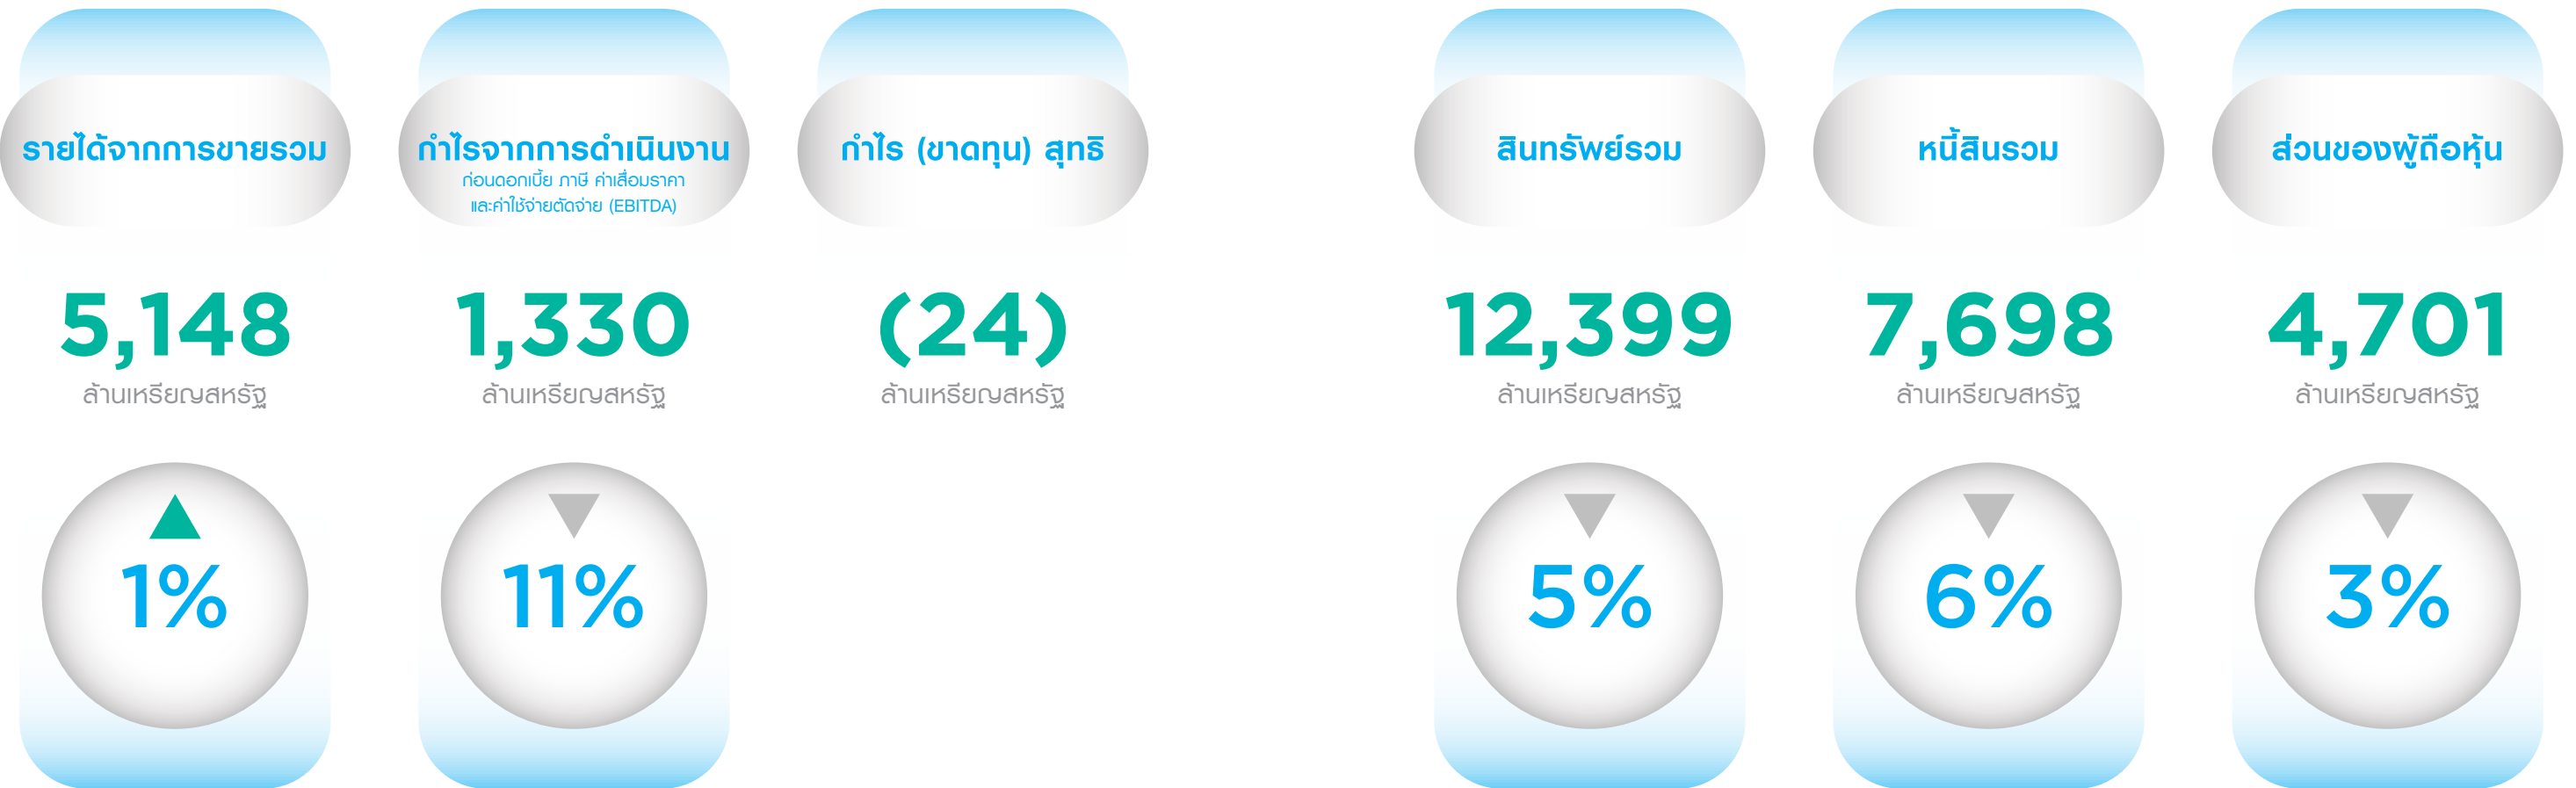 รายได้จากการขายรวม
5,148
ล้านเหรียญสหรัฐ
1%
กำไรจากการดำเนินงาน
ก่อนดอกเบี้ย ภาษี ค่าเสื่อมราคา
และค่าใช้จ่ายตัดจ่าย (EBITDA)
1,330
ล้านเหรียญสหรัฐ
11%
กำไร (ขาดทุน) สุทธิ
(24)
ล้านเหรียญสหรัฐ
สินทรัพย์รวม
12,399
ล้านเหรียญสหรัฐ
5%
หนี้สินรวม
7,698
ล้านเหรียญสหรัฐ
6%
ส่วนของผู้ถือหุ้น
4,701
ล้านเหรียญสหรัฐ
3%